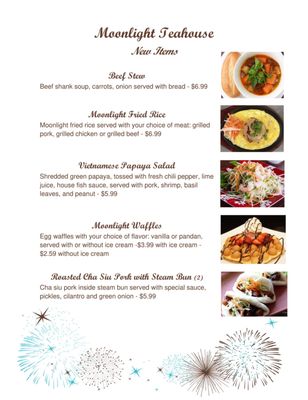 Moonlight Teahouse
New Items
Beef Stew
Beef shank soup, carrots, onion served with bread - $6.99
Moonlight Fried Rice
Moonlight fried rice served with your choice of meat: grilled
pork, grilled chicken or grilled beef - $6.99
Vietnamese Papaya Salad
Shredded green papaya, tossed with fresh chili pepper, lime
juice, house fish sauce, served with pork, shrimp, basil
leaves, and peanut - $5.99
Moonlight Waffles
Egg waffles with your choice of flavor: vanilla or pandan,
served with or without ice cream -$3.99 with ice cream -
$2.59 without ice cream
Roasted Cha Siu Pork with Steam Bun (2)
Cha siu pork inside steam bun served with special sauce,
pickles, cilantro and green onion - $5.99